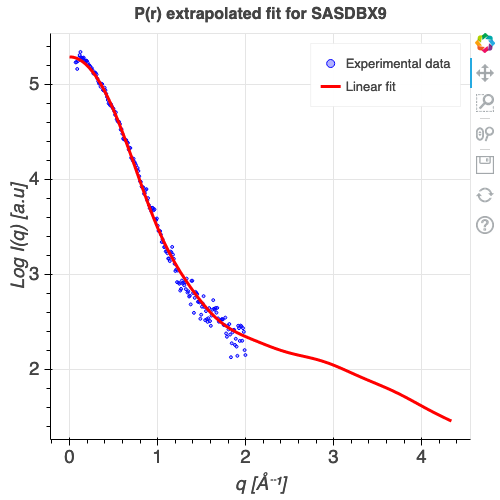 P(r) extrapolated fit for SASDBX9
Experimental data
Linear fit
5
4
3
2
Log I(q) [a.u]
0
1
2
3
4
q [Å⁻¹]